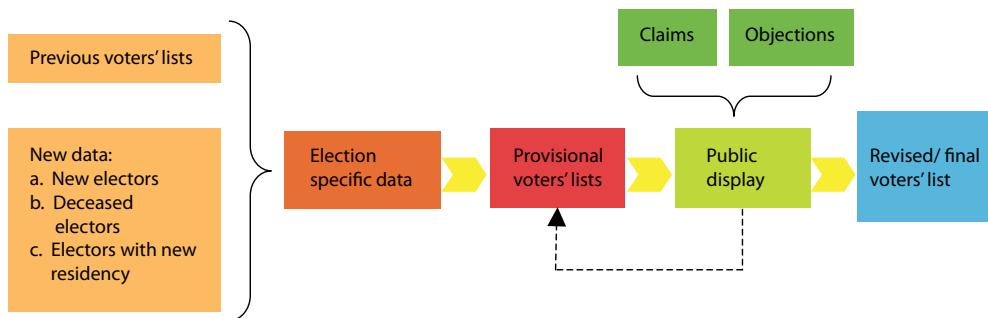 Previous voters' lists
New data:
a. New electors
b. Deceased
electors
c. Electors with new
residency
Election
specific data
Provisional
voters' lists
Claims
Objections
Public
display
Revised/ final
voters' list